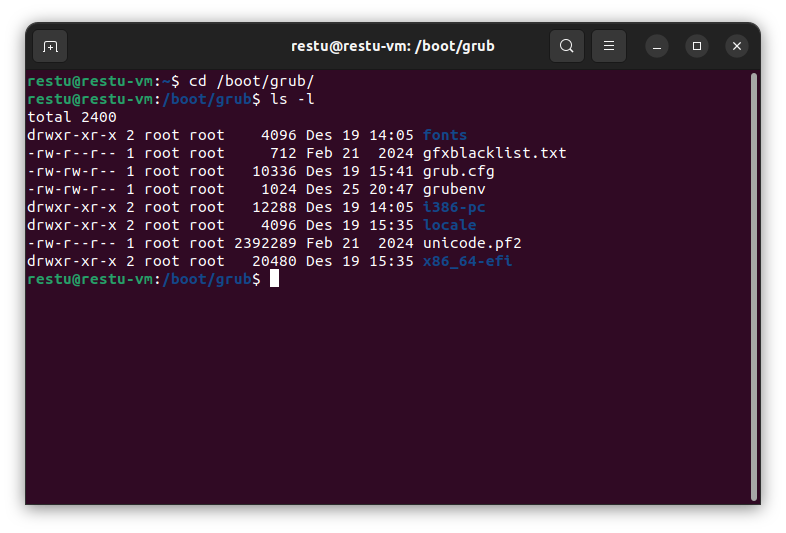 restu@restu-vm: /boot/grub
restu@restu-vm:~$ cd /boot/grub/
restu@restu-vm:/boot/grub$ ls -l
total 2400
drwxr-xr-x 2 root root    4096 Des 19 14:05 fonts
-rw-r--r-- 1 root root     712 Feb 21  2024 gfxblacklist.txt
-rw-rw-r-- 1 root root   10336 Des 19 15:41 grub.cfg
-rw-rw-r-- 1 root root    1024 Des 25 20:47 grubenv
drwxr-xr-x 2 root root   12288 Des 19 14:05 i386-pc
drwxr-xr-x 2 root root    4096 Des 19 15:35 locale
-rw-r--r-- 1 root root 2392289 Feb 21  2024 unicode.pf2
drwxr-xr-x 2 root root   20480 Des 19 15:35 x86_64-efi
restu@restu-vm:/boot/grub$